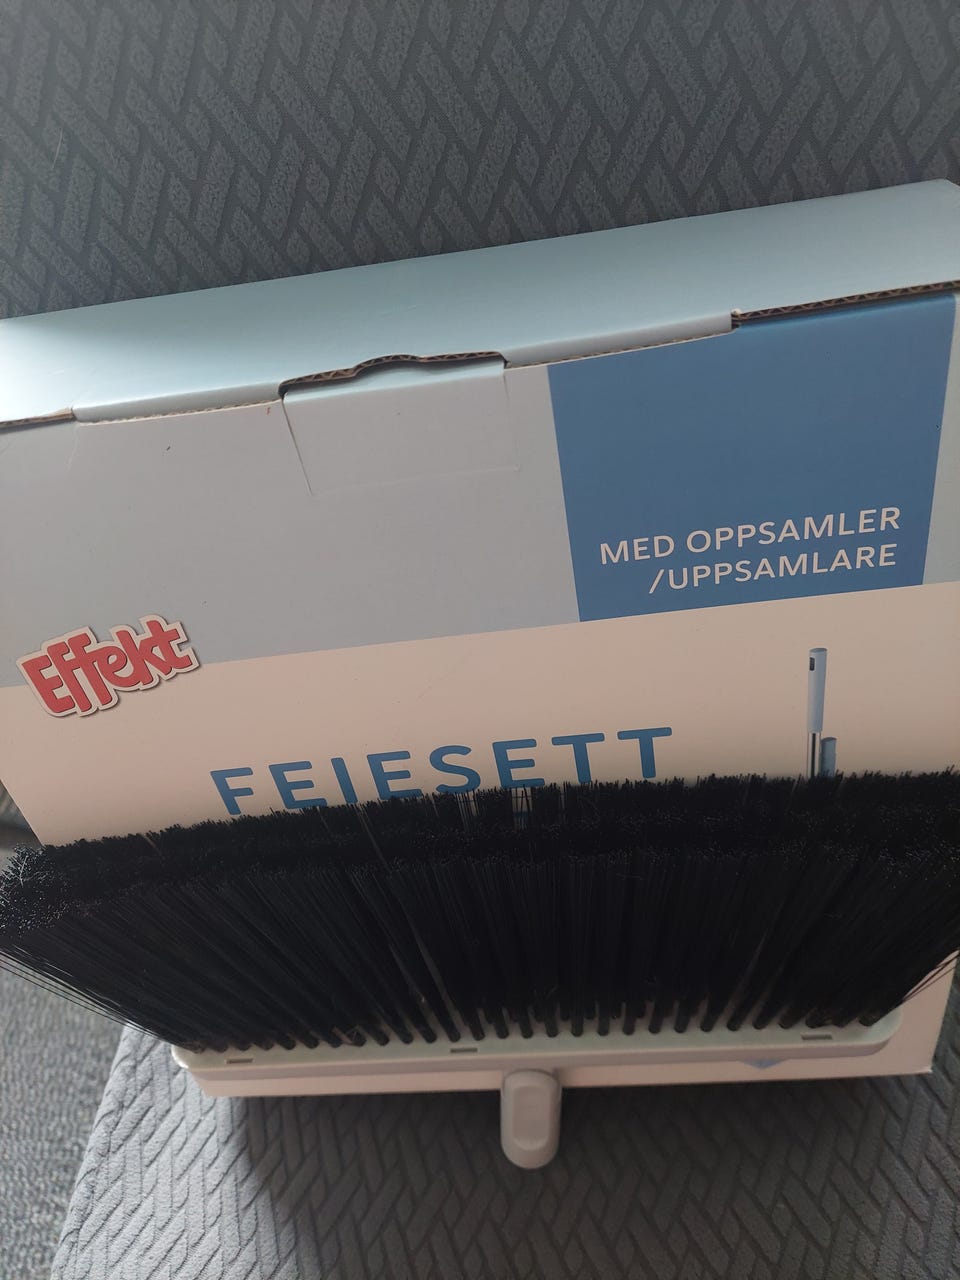 MED OPPSAMLER
/UPPSAMLARE
Effekt
FEIESETT